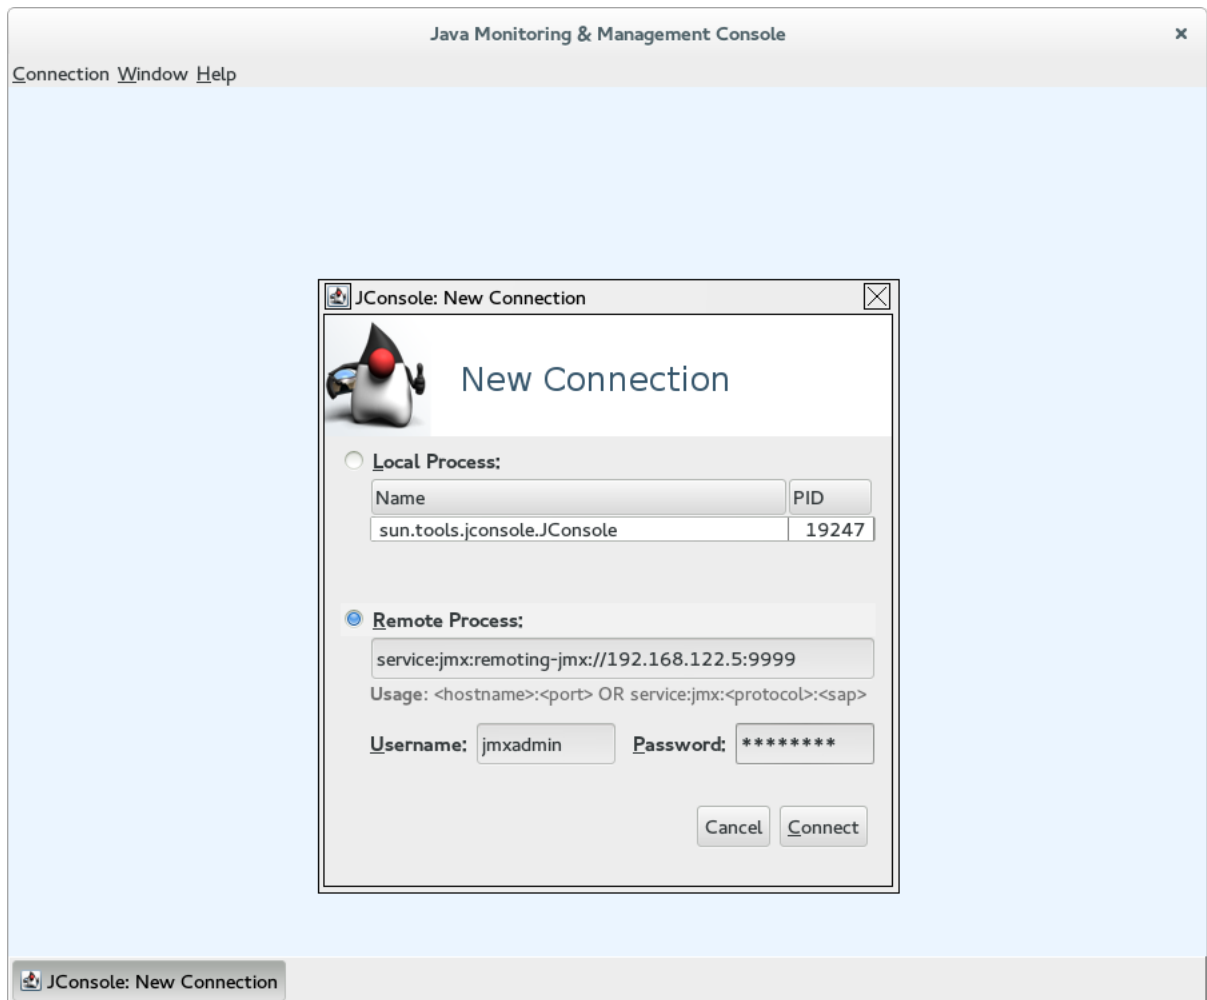 Java Monitoring & Management Console
Connection Window Help
JConsole: New Connection
New Connection
Local Process:
Name PID
sun.tools.jconsole.JConsole 19247
Remote Process:
service:jmx:remoting-jmx://192.168.122.5:9999
Usage: <hostname>:<port> OR service:jmx:<protocol>:<sap>
Username: jmxadmin Password: ********
Cancel Connect
JConsole: New Connection